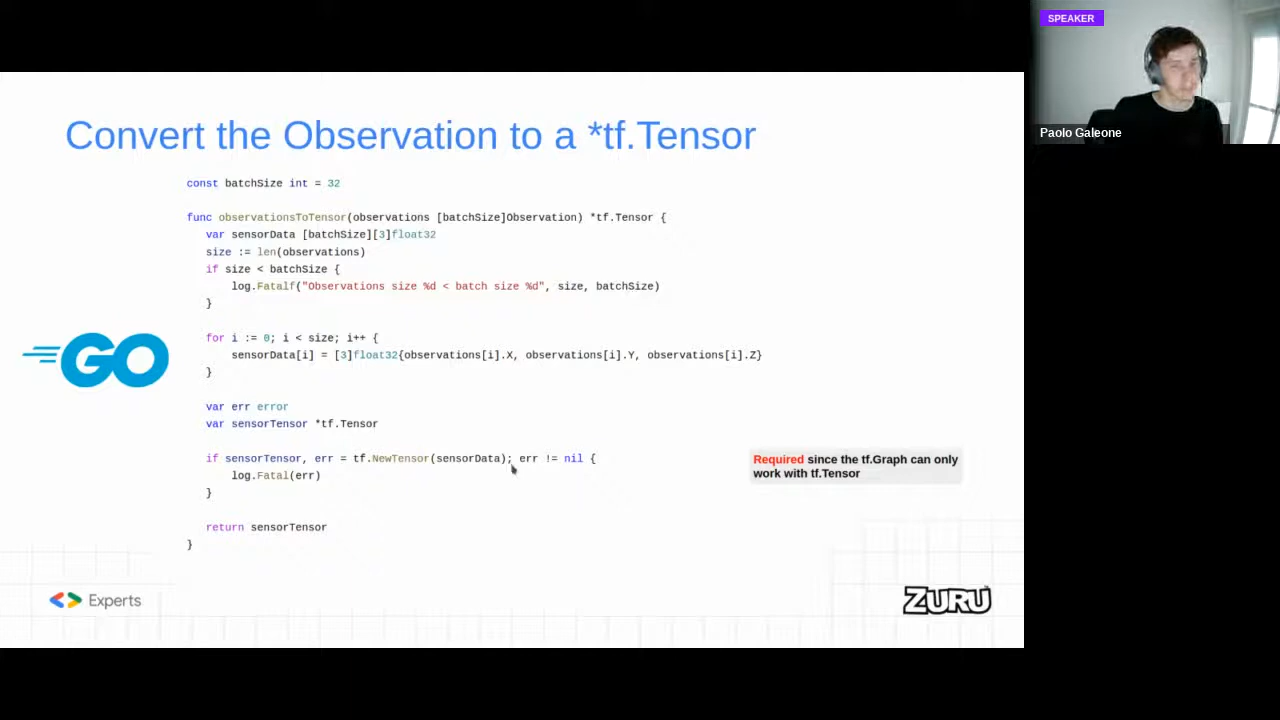 SPEAKER
Paolo Galeone
Convert the Observation to a *tf.Tensor
const batchSize int = 32
func observationsToTensor(observations [batchSize]Observation) *tf.Tensor {
var sensorData [batchSize][3]float32
size := len(observations)
if size < batchSize {
log.Fatalf("Observations size %d < batch size %d", size, batchSize)
}
for i := 0; i < size; i++ {
sensorData[i] = [3]float32{observations[i].X, observations[i].Y, observations[i].Z}
}
var err error
var sensorTensor *tf.Tensor
if sensorTensor, err = tf.NewTensor(sensorData); err != nil {
log.Fatal(err)
}
return sensorTensor
}
GO
Required since the tf.Graph can only
work with tf.Tensor
Experts
ZURU